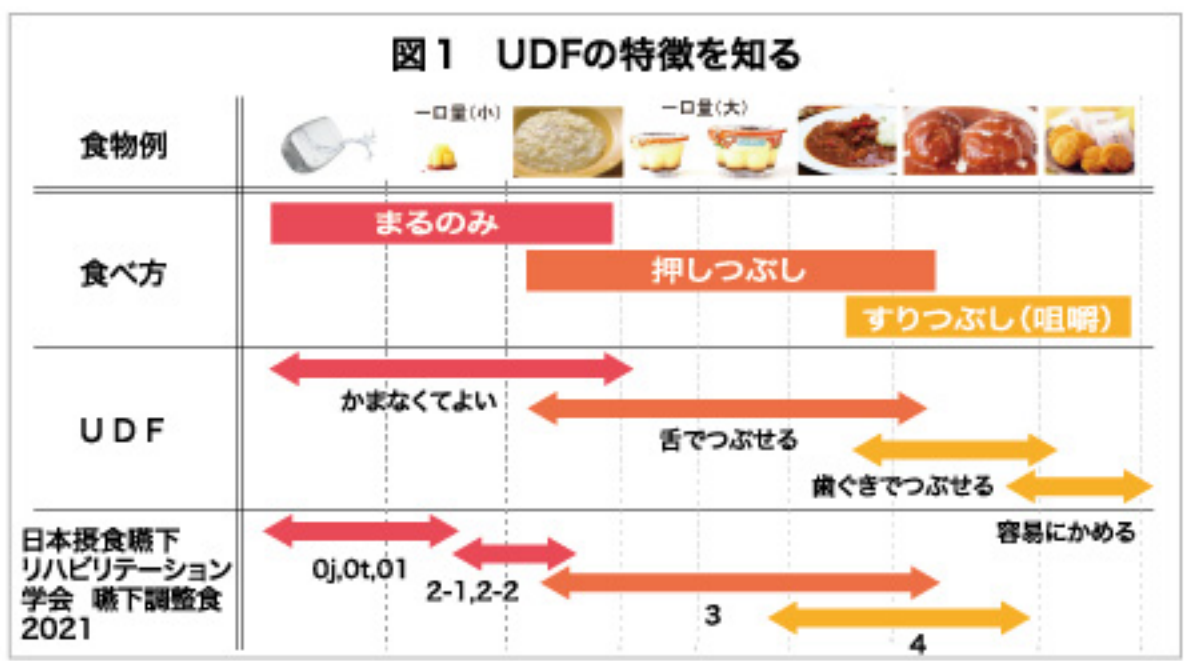 図1 UDFの特徴を知る
食物例
一口量(小)
一口量(大)
食べ方
まるのみ
押しつぶし
すりつぶし(咀嚼)
UDF
かまなくてよい
舌でつぶせる
歯ぐきでつぶせる
容易にかめる
日本摂食嚥下
リハビリテーション
学会 嚥下調整食
2021
0j,0t,01
2-1,2-2
3
4